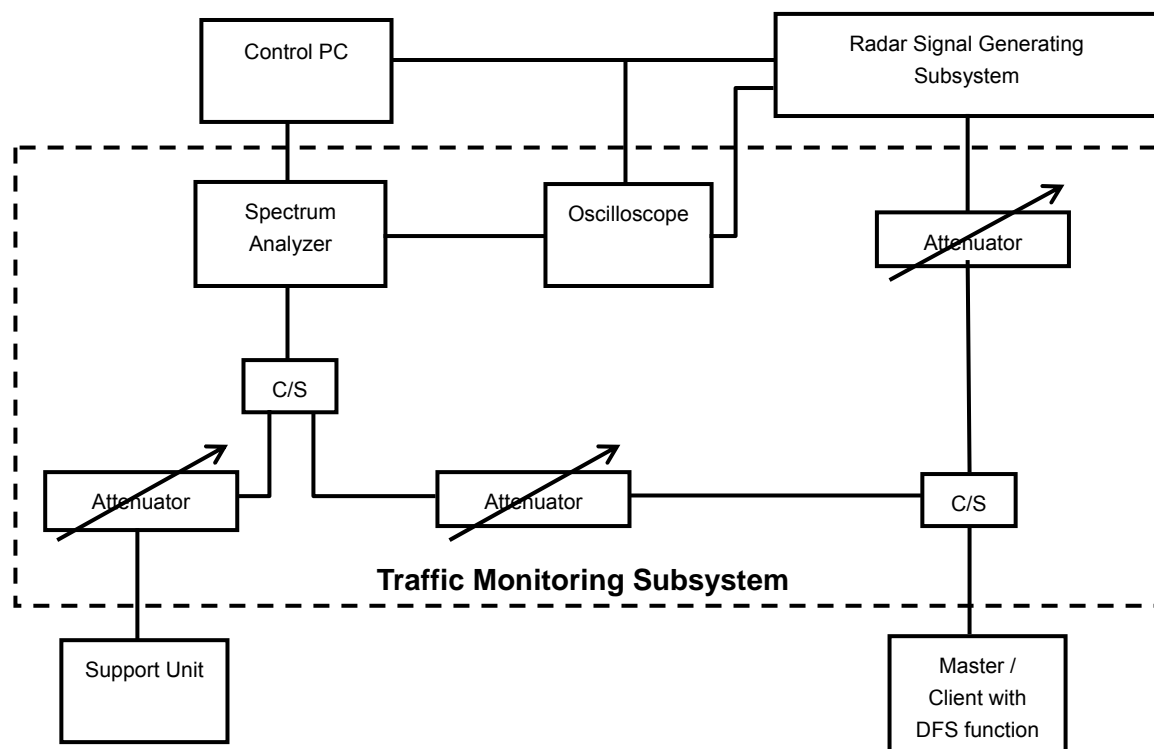 Control PC
Radar Signal Generating
Subsystem
Spectrum
Analyzer
Oscilloscope
Attenuator
C/S
Attenuator
Attenuator
C/S
Traffic Monitoring Subsystem
Support Unit
Master /
Client with
DFS function